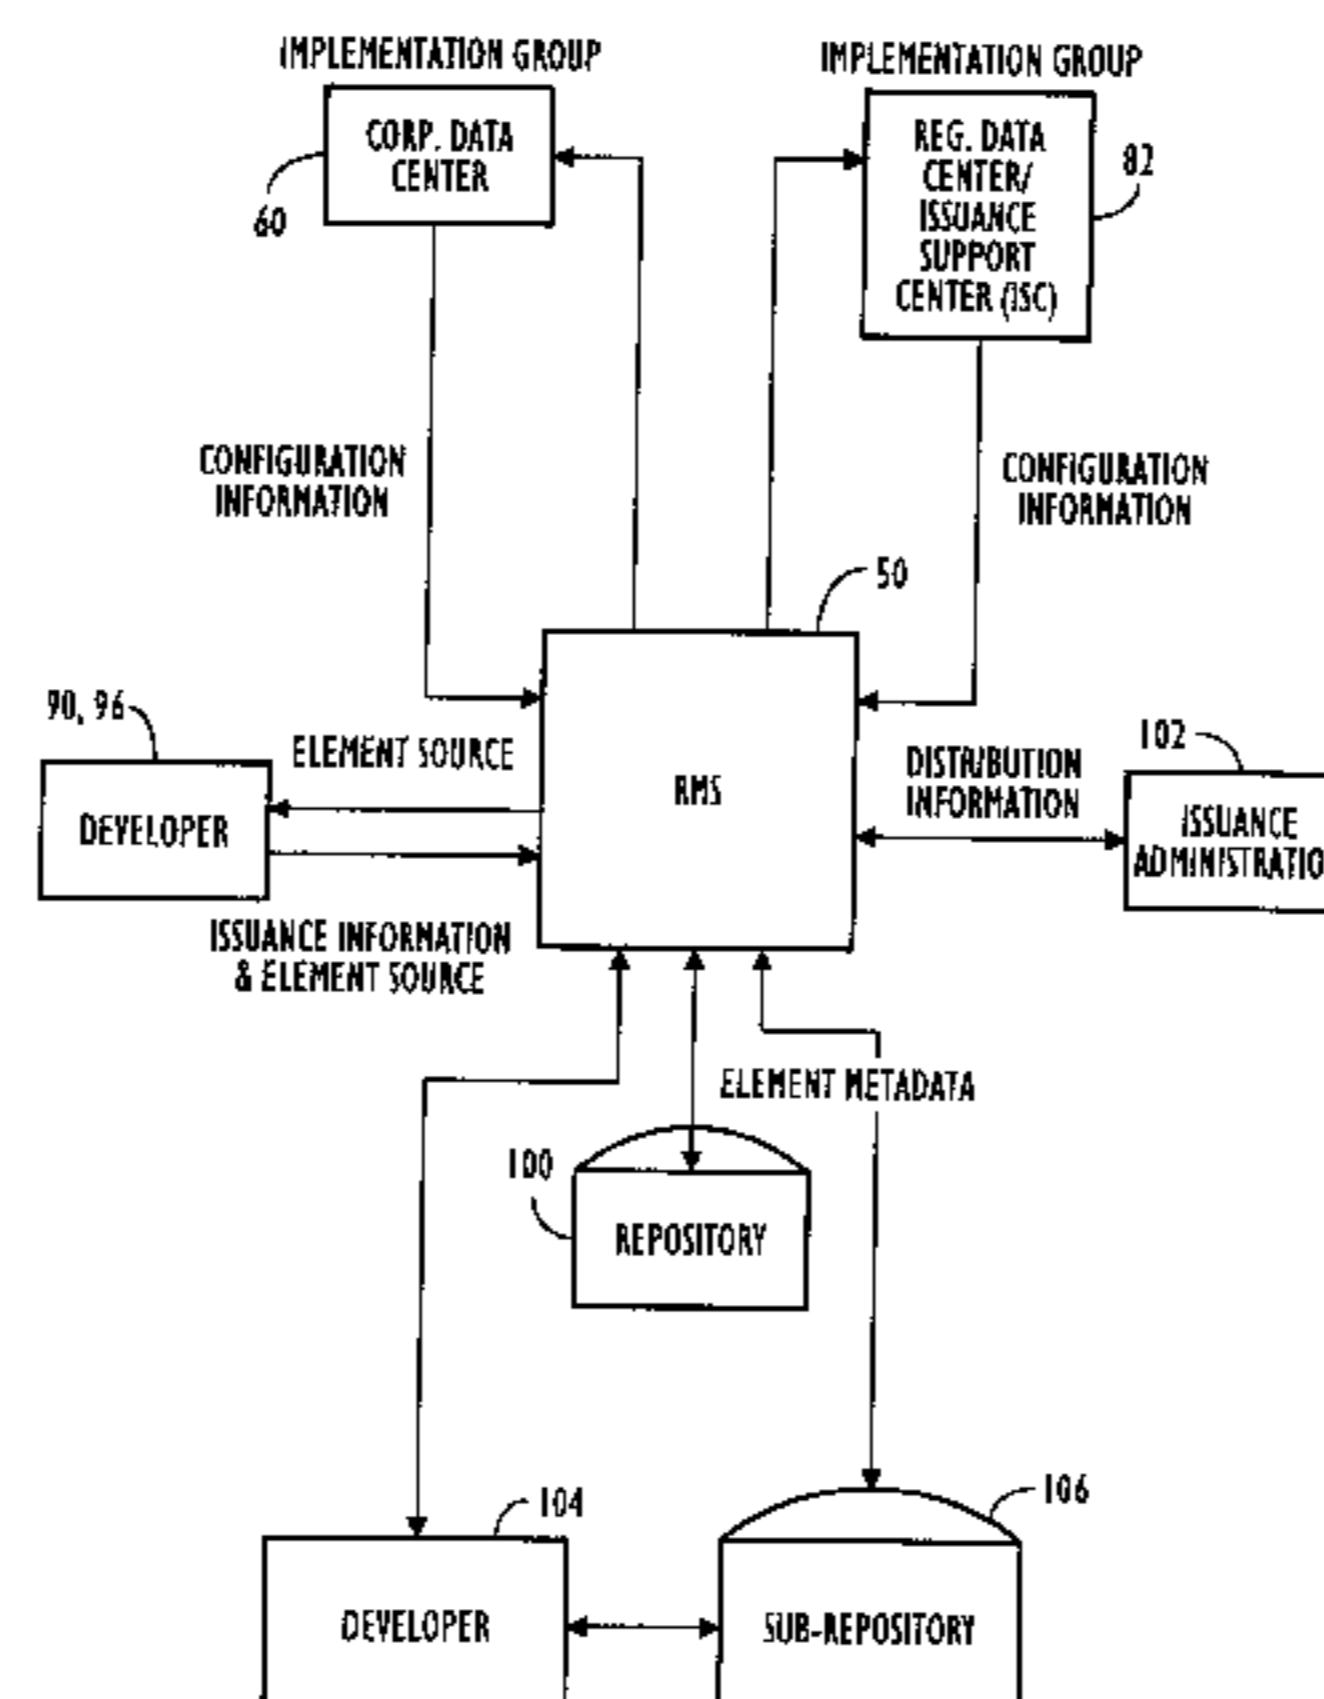 IMPLEMENTATION GROUP
IMPLEMENTATION GROUP
CORP. DATA
CENTER
60
REG. DATA
CENTER/
ISSUANCE
SUPPORT
CENTER (ISC)
82
CONFIGURATION
INFORMATION
CONFIGURATION
INFORMATION
50
90, 96
ELEMENT SOURCE
DEVELOPER
RMS
DISTRIBUTION
INFORMATION
102
ISSUANCE
ADMINISTRATIO
ISSUANCE INFORMATION
& ELEMENT SOURCE
ELEMENT METADATA
100
REPOSITORY
104
106
DEVELOPER
SUB-REPOSITORY